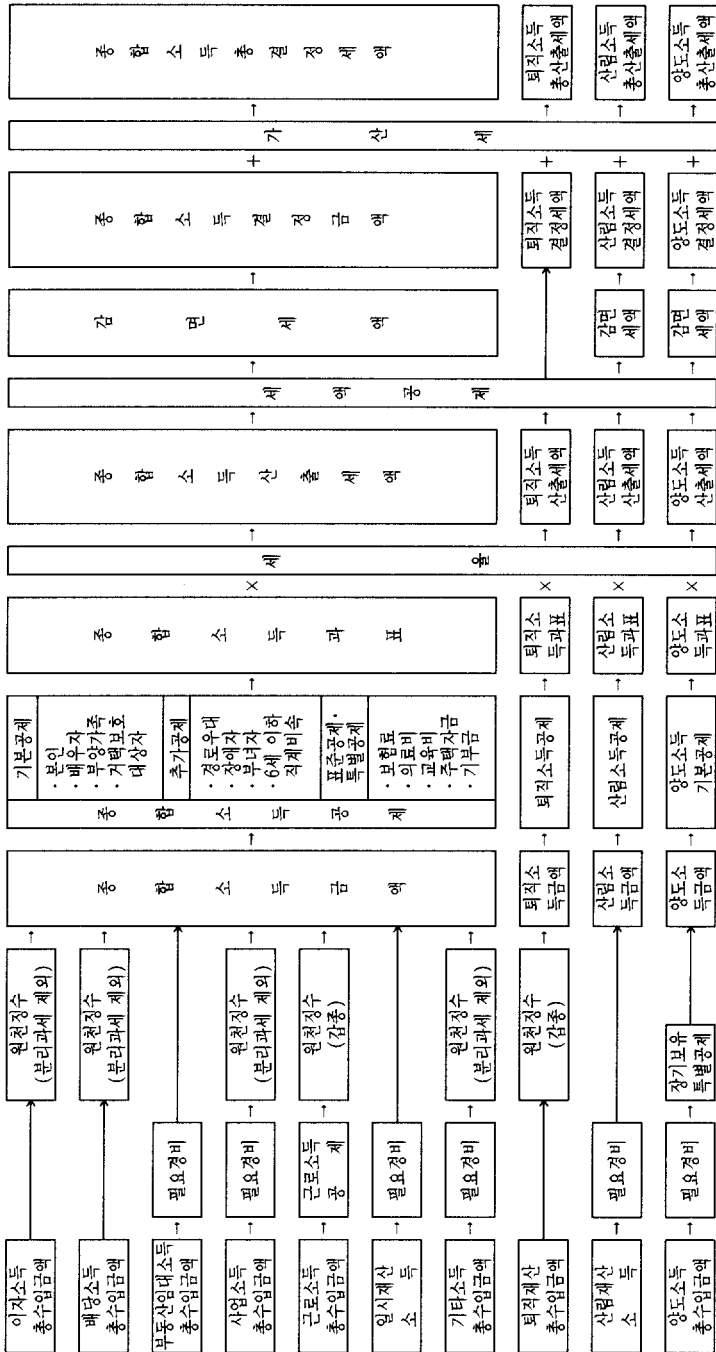 이자소득
총수입금액
원천징수
(분리과세 제외)
배당소득
총수입금액
원천징수
(분리과세 제외)
부동산임대소득
총수입금액
필요경비
사업소득
총수입금액
필요경비
원천징수
(분리과세 제외)
근로소득
총수입금액
근로소득
공 제
원천징수
(갑종)
일시재산
소 득
필요경비
기타소득
총수입금액
필요경비
원천징수
(분리과세 제외)
종 합 소 득 금 액
종 합 소 득 공 제
기본공제
· 본인
· 배우자
· 부양가족
· 거택보호
대상자
추가공제
· 경로우대
· 장애자
· 부녀자
· 6세 이하
직계비속
표준공제·
특별공제
· 보험료
· 의료비
· 교육비
· 주택자금
· 기부금
종 합 소 득 과 표
세 율
종 합 소 득 산 출 세 액
세 액 공 제
감 면 세 액
종 합 소 득 결 정 금 액
가 산 세
종 합 소 득 총 결 정 세 액
퇴직재산
총수입금액
원천징수
(갑종)
퇴직소
득금액
퇴직소득공제
퇴직소
득과표
퇴직소득
산출세액
퇴직소득
결정세액
퇴직소득
총산출세액
산림재산
소 득
필요경비
산림소
득금액
산림소득공제
산림소
득과표
산림소득
산출세액
감면
세액
산림소득
결정세액
산림소득
총산출세액
양도소득
총수입금액
필요경비
장기보유
특별공제
양도소
득금액
양도소득
기본공제
양도소
득과표
양도소득
산출세액
감면
세액
양도소득
결정세액
양도소득
총산출세액